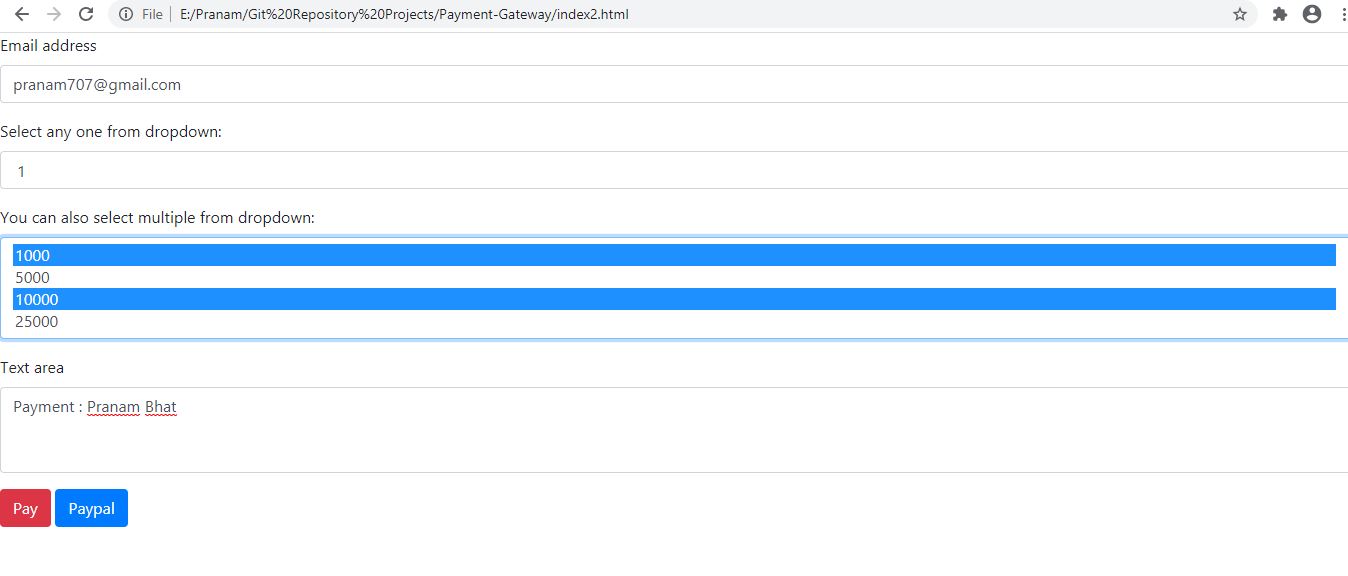 File E:/Pranam/Git%20Repository%20Projects/Payment-Gateway/index2.html
Email address
pranam707@gmail.com
Select any one from dropdown:
1
You can also select multiple from dropdown:
1000
5000
10000
25000
Text area
Payment : Pranam Bhat
Pay Paypal